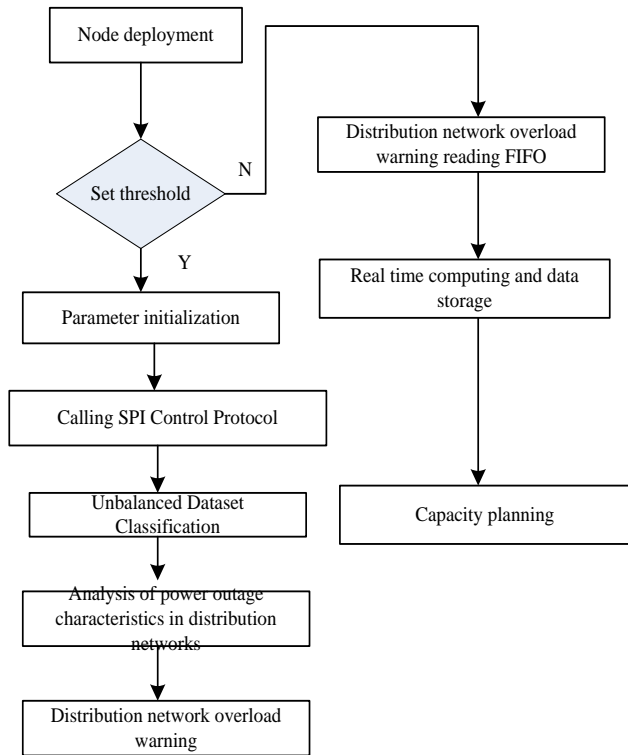 Node deployment
Set threshold
N
Y
Parameter initialization
Calling SPI Control Protocol
Unbalanced Dataset
Classification
Analysis of power outage
characteristics in distribution
networks
Distribution network overload
warning
Distribution network overload
warning reading FIFO
Real time computing and data
storage
Capacity planning